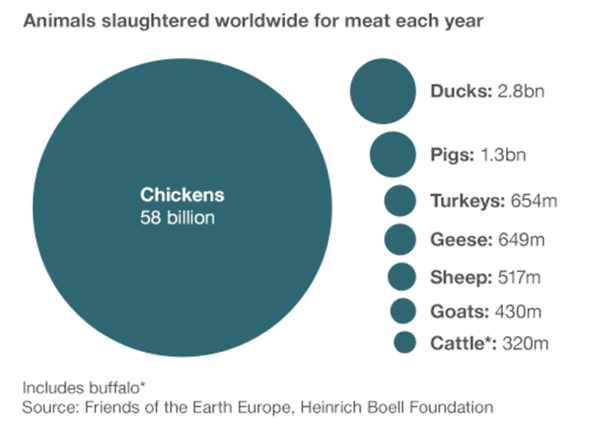 Animals slaughtered worldwide for meat each year
Chickens
58 billion
Ducks: 2.8bn
Pigs: 1.3bn
Turkeys: 654m
Geese: 649m
Sheep: 517m
Goats: 430m
Cattle*: 320m
Includes buffalo*
Source: Friends of the Earth Europe, Heinrich Boell Foundation